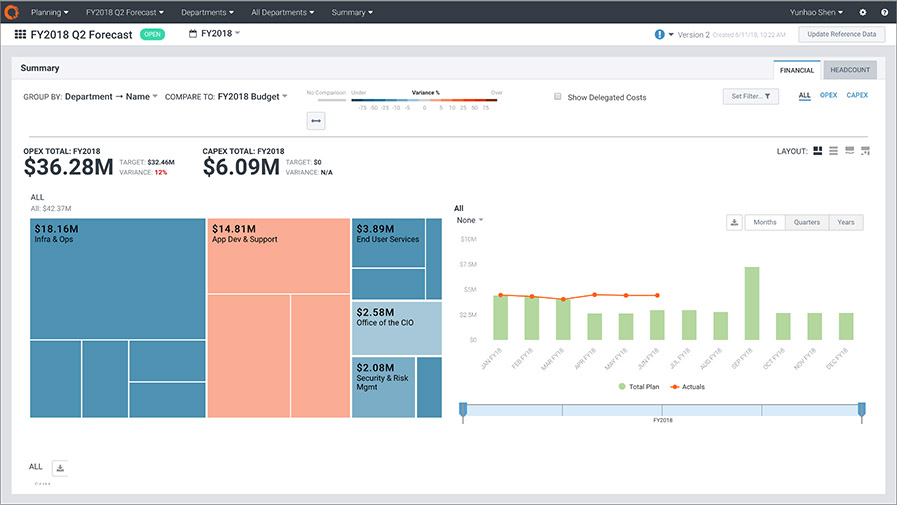 Planning FY2018 Q2 Forecast Departments All Departments Summary Yunhao Shen
FY2018 Q2 Forecast OPEN FY2018 Version 2 Created 6/11/19, 10:22 AM Update Reference Data
Summary FINANCIAL HEADCOUNT
GROUP BY: Department → Name COMPARE TO: FY2018 Budget No Comparison Under Variance % Over
-75 -50 -25 -10 -5 0 5 10 25 50 75
Show Delegated Costs Set Filter... ALL OPEX CAPEX
OPEX TOTAL: FY2018
$36.28M
TARGET: $32.46M
VARIANCE: 12%
CAPEX TOTAL: FY2018
$6.09M
TARGET: $0
VARIANCE: N/A
LAYOUT:
ALL
All: $42.37M
$18.16M
Infra & Ops
$14.81M
App Dev & Support
$3.89M
End User Services
$2.58M
Office of the CIO
$2.08M
Security & Risk
Mgmt
All
None
Months Quarters Years
$10M
$7.5M
$5M
$2.5M
$0
JAN FY18 FEB FY18 MAR FY18 APR FY18 MAY FY18 JUN FY18 JUL FY18 AUG FY18 SEP FY18 OCT FY18 NOV FY18 DEC FY18
Total Plan Actuals
FY2018
ALL